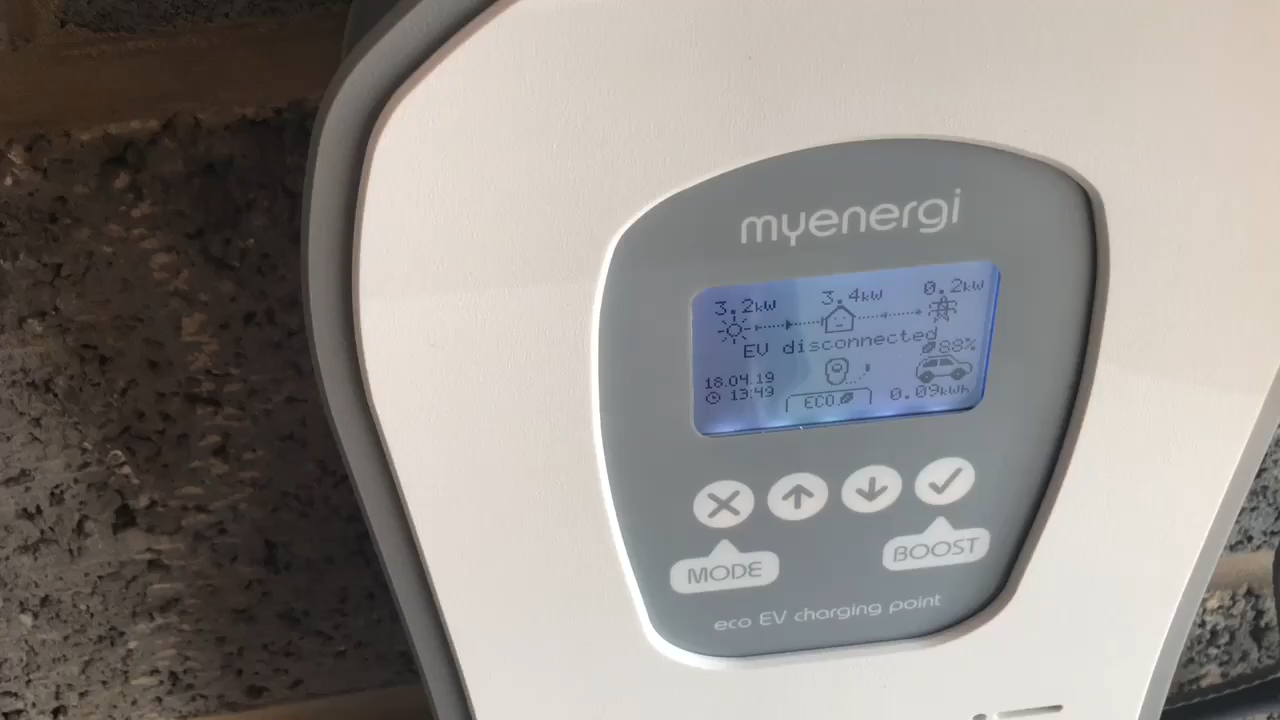 myenergi
3.2kW 3.4kW 0.2kW
EV disconnected
88%
18.04.19
13:49
ECO
0.09kWh
MODE
BOOST
eco EV charging point